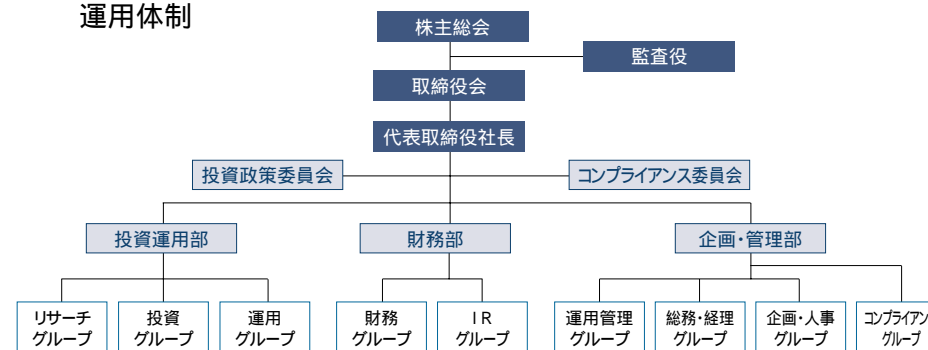 運用体制
株主総会
監査役
取締役会
代表取締役社長
投資政策委員会
コンプライアンス委員会
投資運用部
財務部
企画・管理部
リサーチ
グループ
投資
グループ
運用
グループ
財務
グループ
IR
グループ
運用管理
グループ
総務・経理
グループ
企画・人事
グループ
コンプライアン
グループ